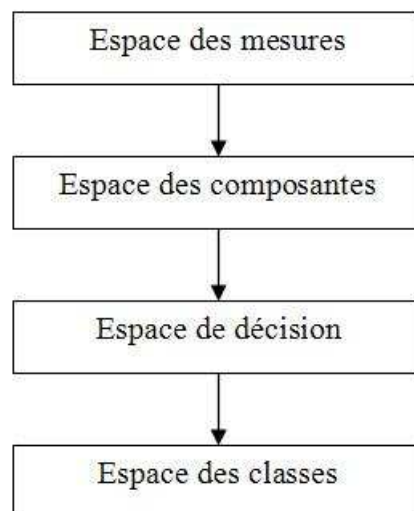 Espace des mesures
Espace des composantes
Espace de décision
Espace des classes